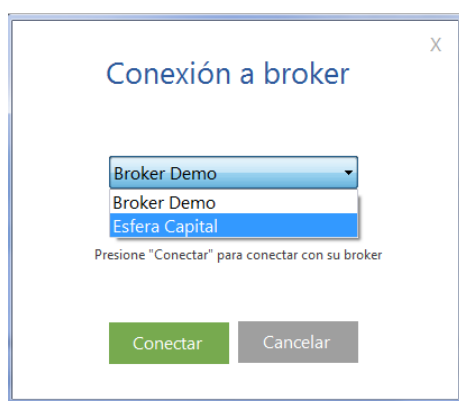 X
Conexión a broker
Broker Demo
Broker Demo
Esfera Capital
Presione "Conectar" para conectar con su broker
Conectar
Cancelar